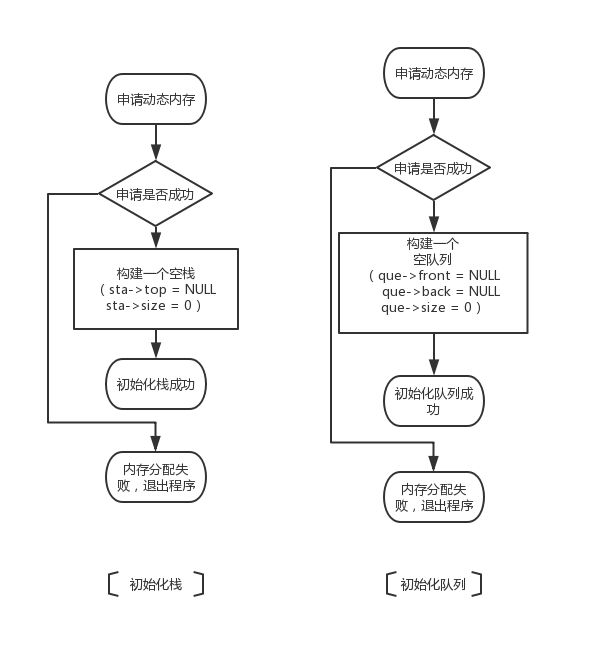 申请动态内存
申请是否成功
构建一个空栈
（sta->top = NULL
sta->size = 0 ）
初始化栈成功
内存分配失
败，退出程序
初始化栈
申请动态内存
申请是否成功
构建一个
空队列
（ que->front = NULL
que->back = NULL
que->size = 0 ）
初始化队列成
功
内存分配失
败，退出程序
初始化队列